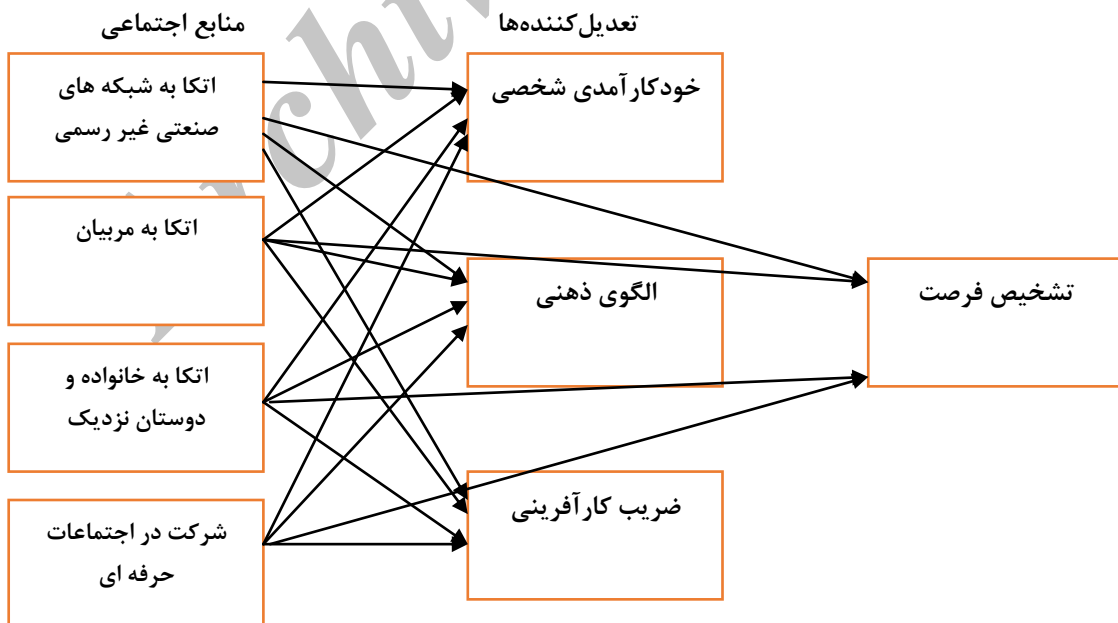 تعدیل‌کننده‌ها
منابع اجتماعی
خودکارآمدی شخصی
اتکا به شبکه های
صنعتی غیر رسمی
اتکا به مربیان
تشخیص فرصت
الگوی ذهنی
اتکا به خانواده و
دوستان نزدیک
ضریب کارآفرینی
شرکت در اجتماعات
حرفه ای